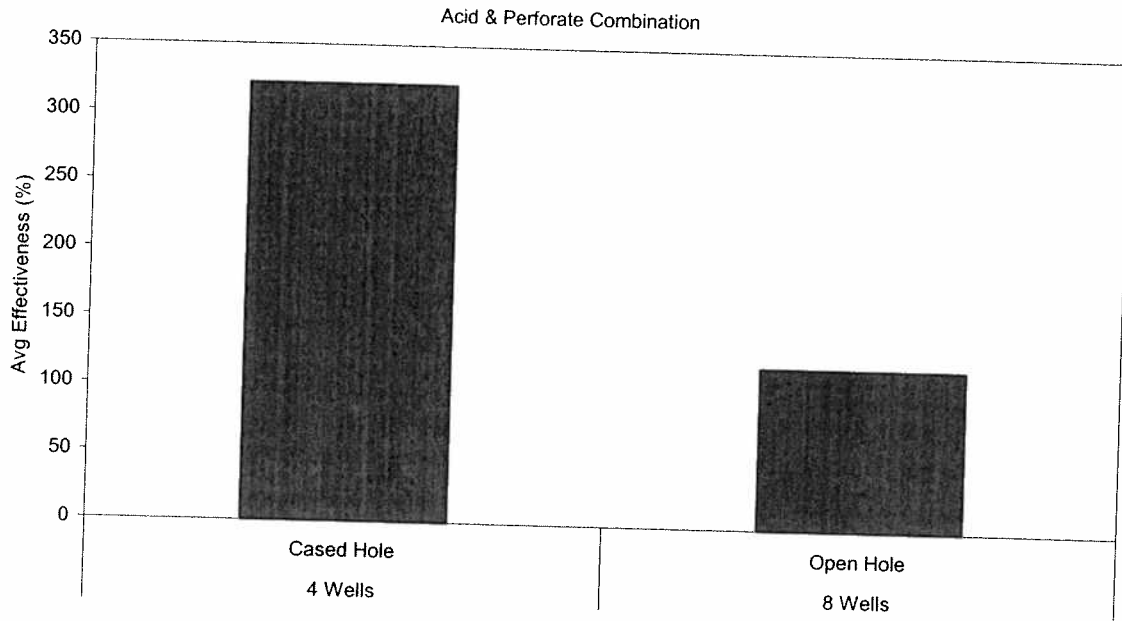 Acid & Perforate Combination
350
300
250
200
150
100
50
0
Avg Effectiveness (%)
Cased Hole
Open Hole
4 Wells
8 Wells